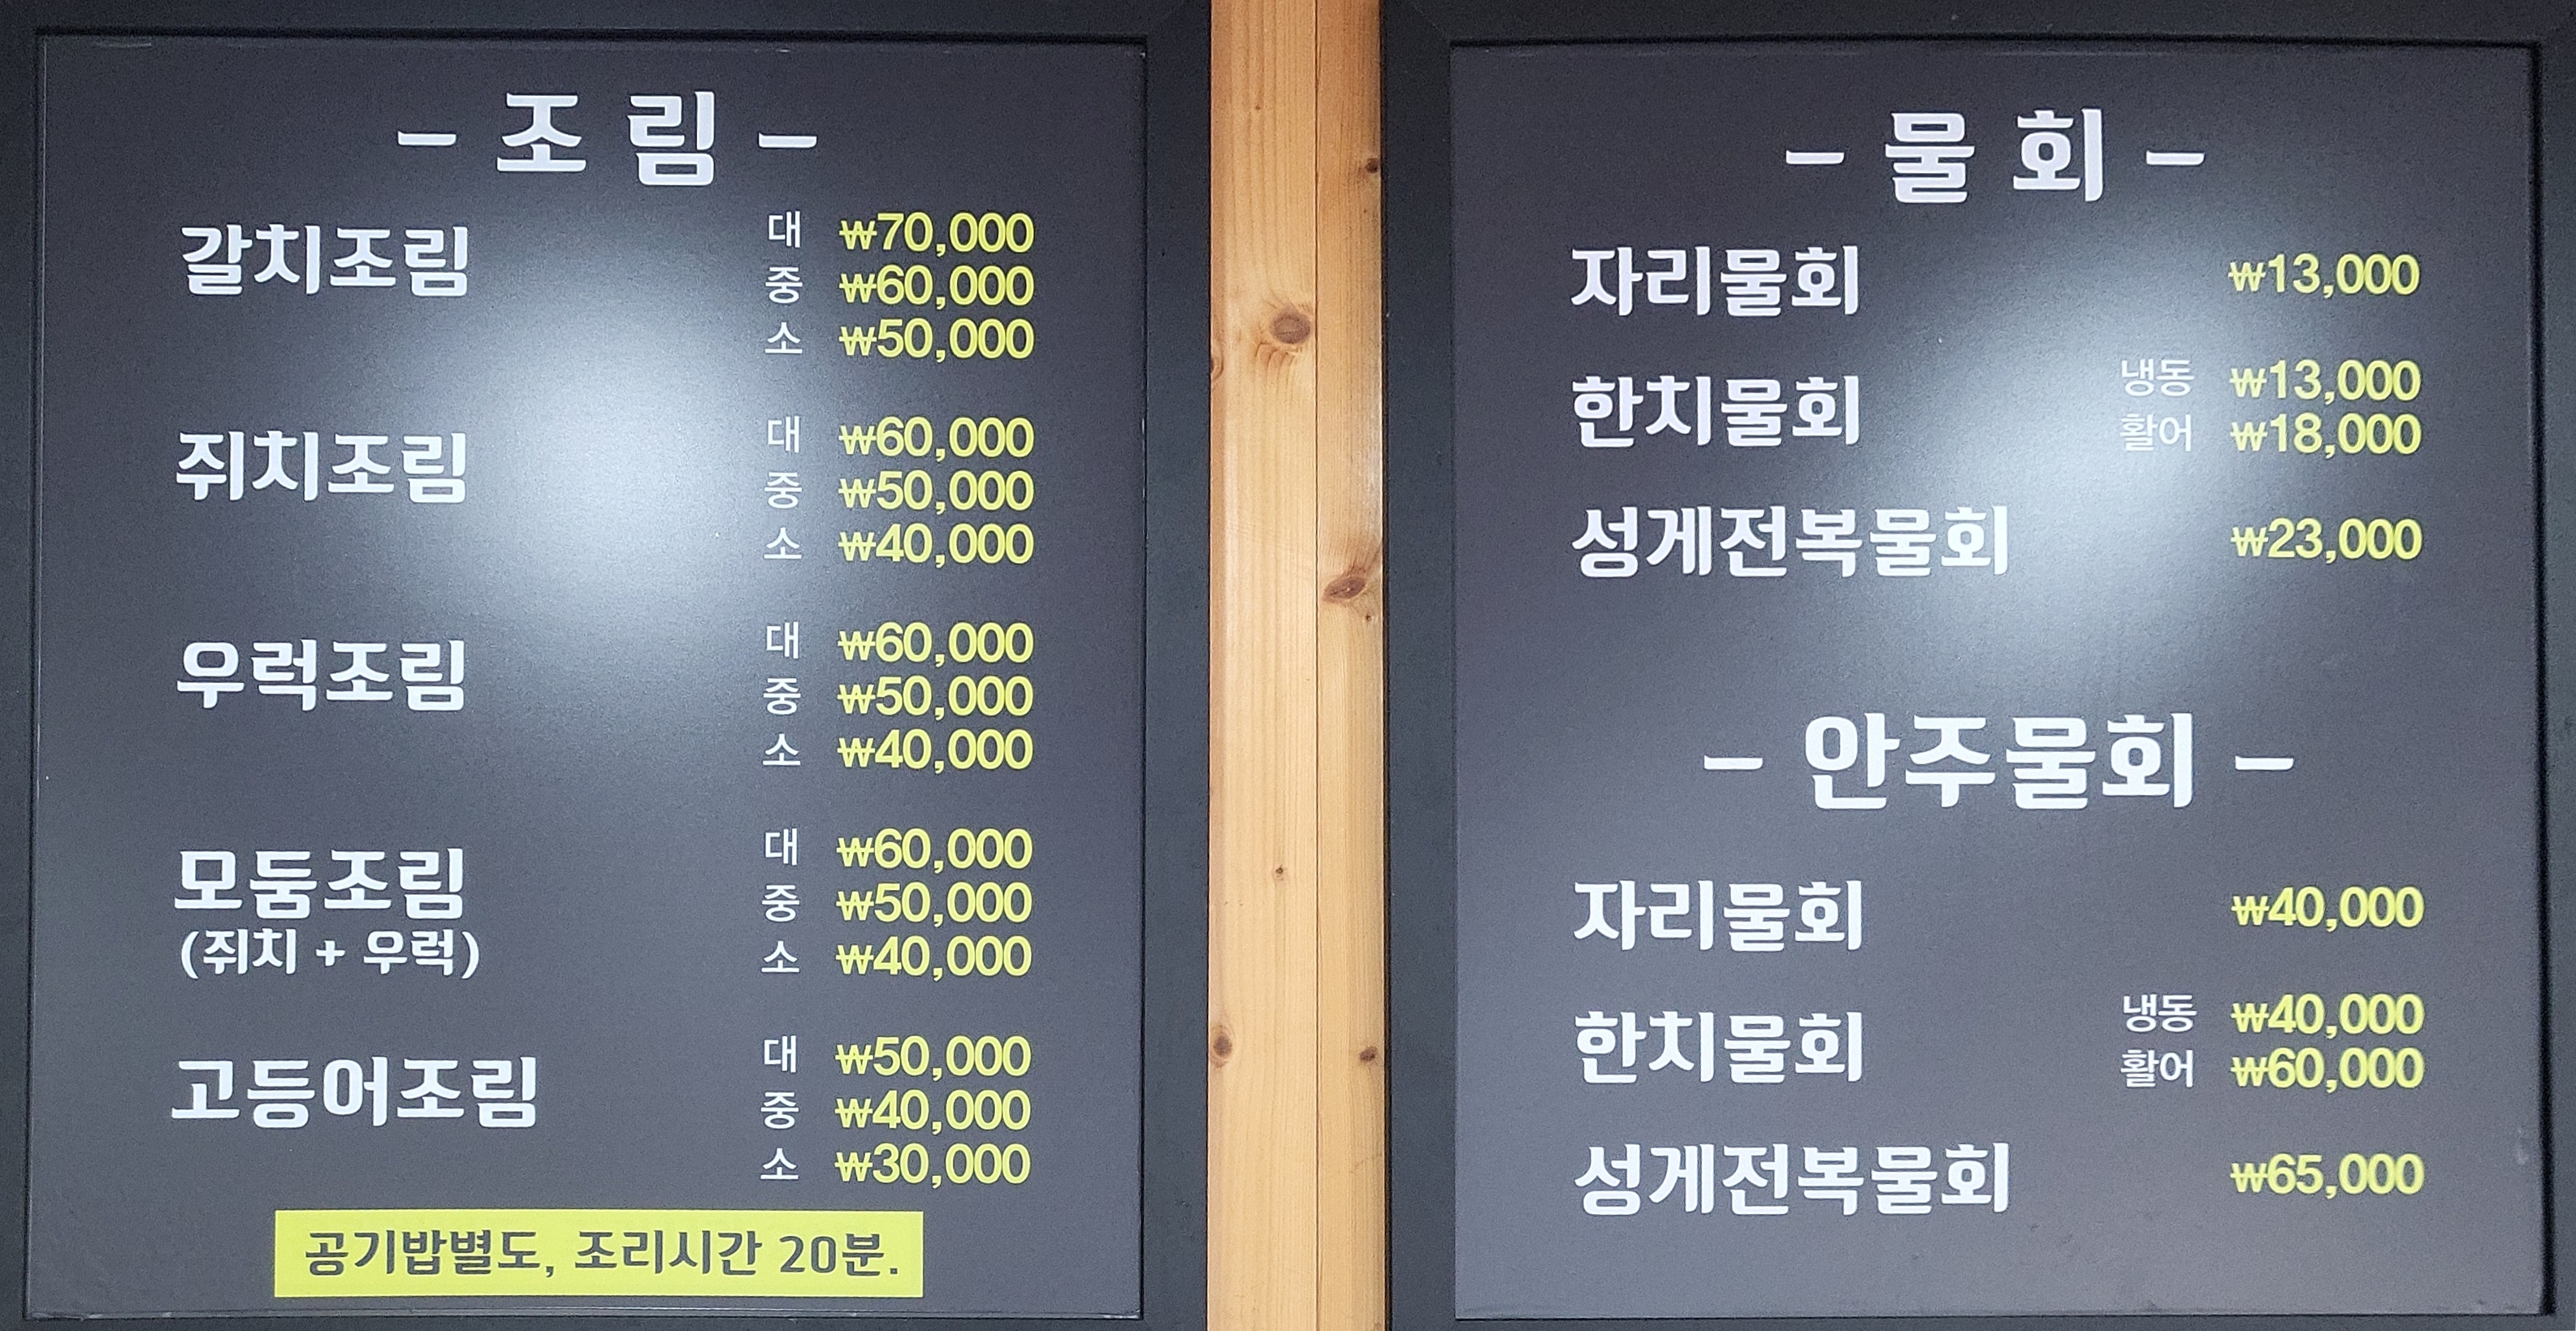 - 조 림 -
갈치조림
대 ₩70,000
중 ₩60,000
소 ₩50,000
쥐치조림
대 ₩60,000
중 ₩50,000
소 ₩40,000
우럭조림
대 ₩60,000
중 ₩50,000
소 ₩40,000
모둠조림
(쥐치 + 우럭)
대 ₩60,000
중 ₩50,000
소 ₩40,000
고등어조림
대 ₩50,000
중 ₩40,000
소 ₩30,000
공기밥별도, 조리시간 20분.
- 물 회 -
자리물회 ₩13,000
한치물회
냉동 ₩13,000
활어 ₩18,000
성게전복물회 ₩23,000
- 안주물회 -
자리물회 ₩40,000
한치물회
냉동 ₩40,000
활어 ₩60,000
성게전복물회 ₩65,000